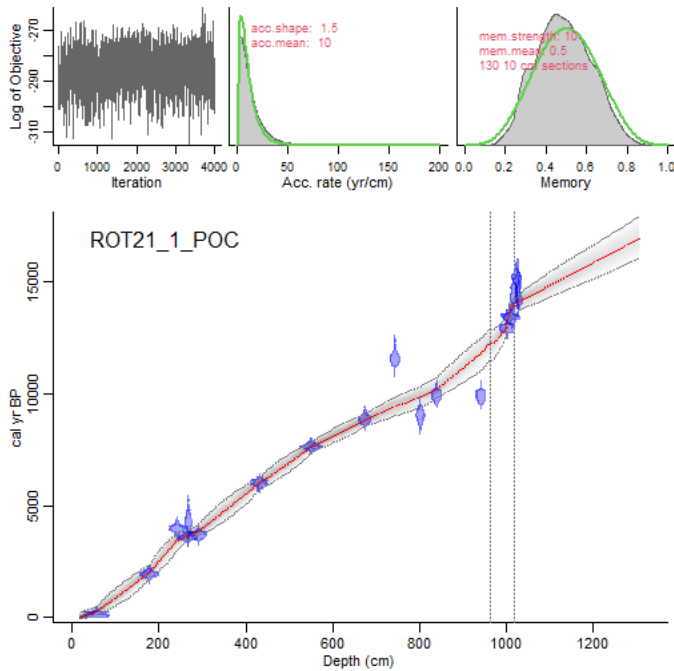 -270
-290
-310
Log of Objective
0 1000 2000 3000 4000
Iteration
acc.shape: 1.5
acc.mean: 10
0 50 100 150 200
Acc. rate (yr/cm)
mem.strength: 10
mem.mean: 0.5
130 10 cm sections
0.0 0.2 0.4 0.6 0.8 1.0
Memory
ROT21_1_POC
15000
10000
5000
0
cal yr BP
0 200 400 600 800 1000 1200
Depth (cm)